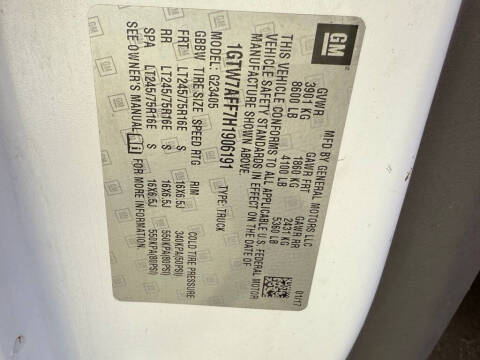 GM
MFD BY GENERAL MOTORS LLC
01/17
GVWR GAWR FRT GAWR RR
3901 KG 1860 KG 2431 KG
8600 LB 4100 LB 5360 LB
THIS VEHICLE CONFORMS TO ALL APPLICABLE U.S. FEDERAL MOTOR
VEHICLE SAFETY STANDARDS IN EFFECT ON THE DATE OF
MANUFACTURE SHOWN ABOVE.
1GTW7AFF7H1906191 TYPE: TRUCK
G23405
GBBW TIRE SIZE SPEED RTG RIM COLD TIRE PRESSURE
FRT LT245/75R16E S 16X6.5J 340KPA(50PSI)
RR LT245/75R16E S 16X6.5J 550KPA(80PSI)
SPA LT245/75R16E S 16X6.5J 550KPA(80PSI)
SEE OWNER'S MANUAL FOR MORE INFORMATION.